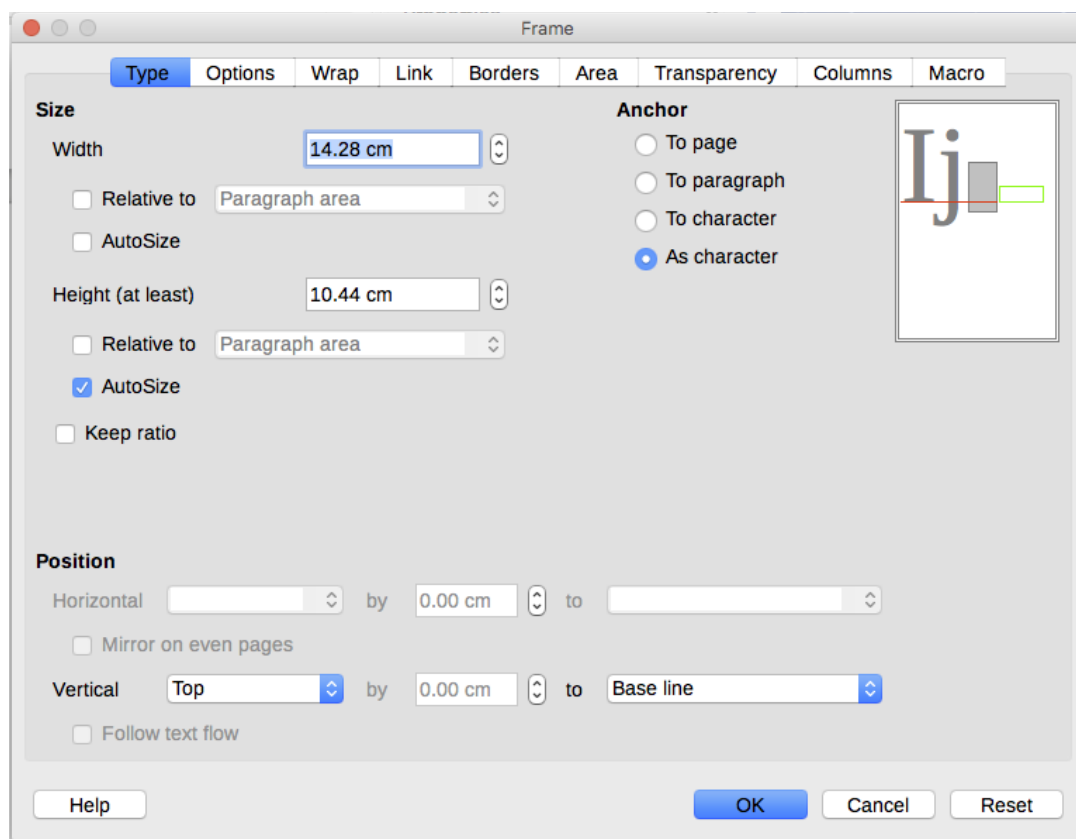 Frame
Type Options Wrap Link Borders Area Transparency Columns Macro
Size
Width 14.28 cm
Relative to Paragraph area
AutoSize
Height (at least) 10.44 cm
Relative to Paragraph area
AutoSize
Keep ratio
Anchor
To page
To paragraph
To character
As character
Ij
Position
Horizontal by 0.00 cm to
Mirror on even pages
Vertical Top by 0.00 cm to Base line
Follow text flow
Help OK Cancel Reset